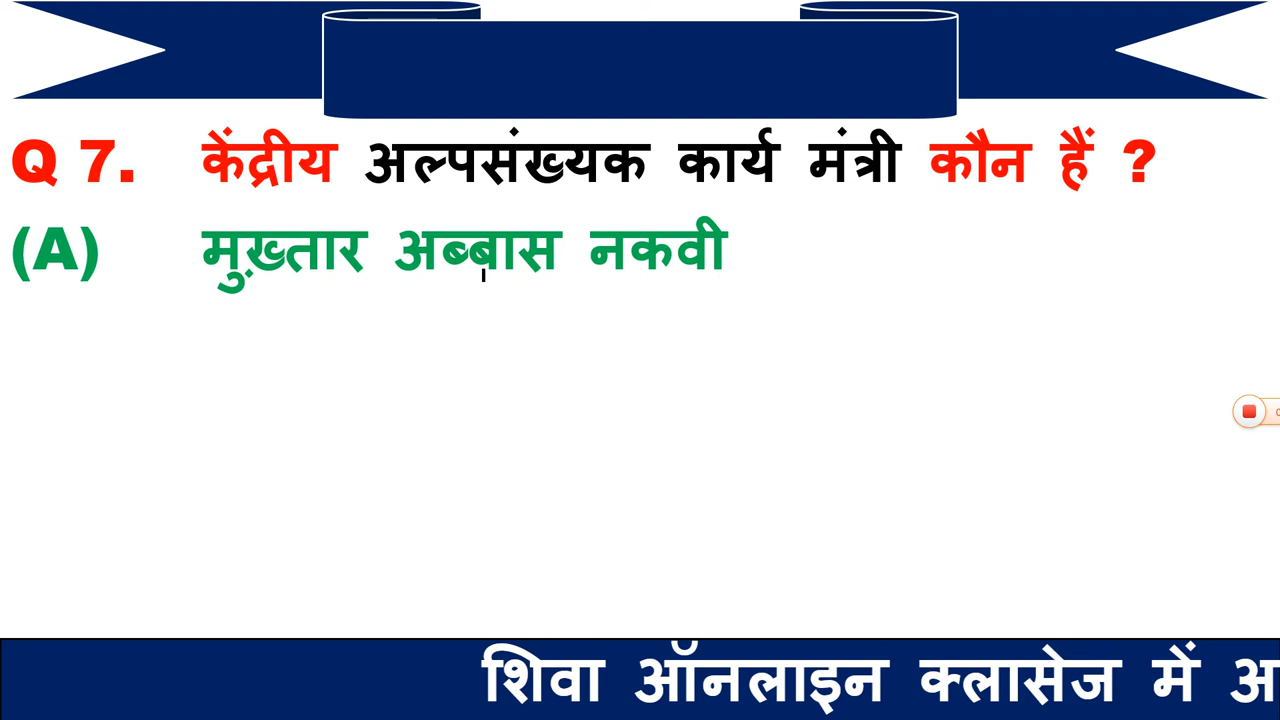 Q 7. केंद्रीय अल्पसंख्यक कार्य मंत्री कौन हैं ?
(A) मुख़्तार अब्बास नकवी
शिवा ऑनलाइन क्लासेज में